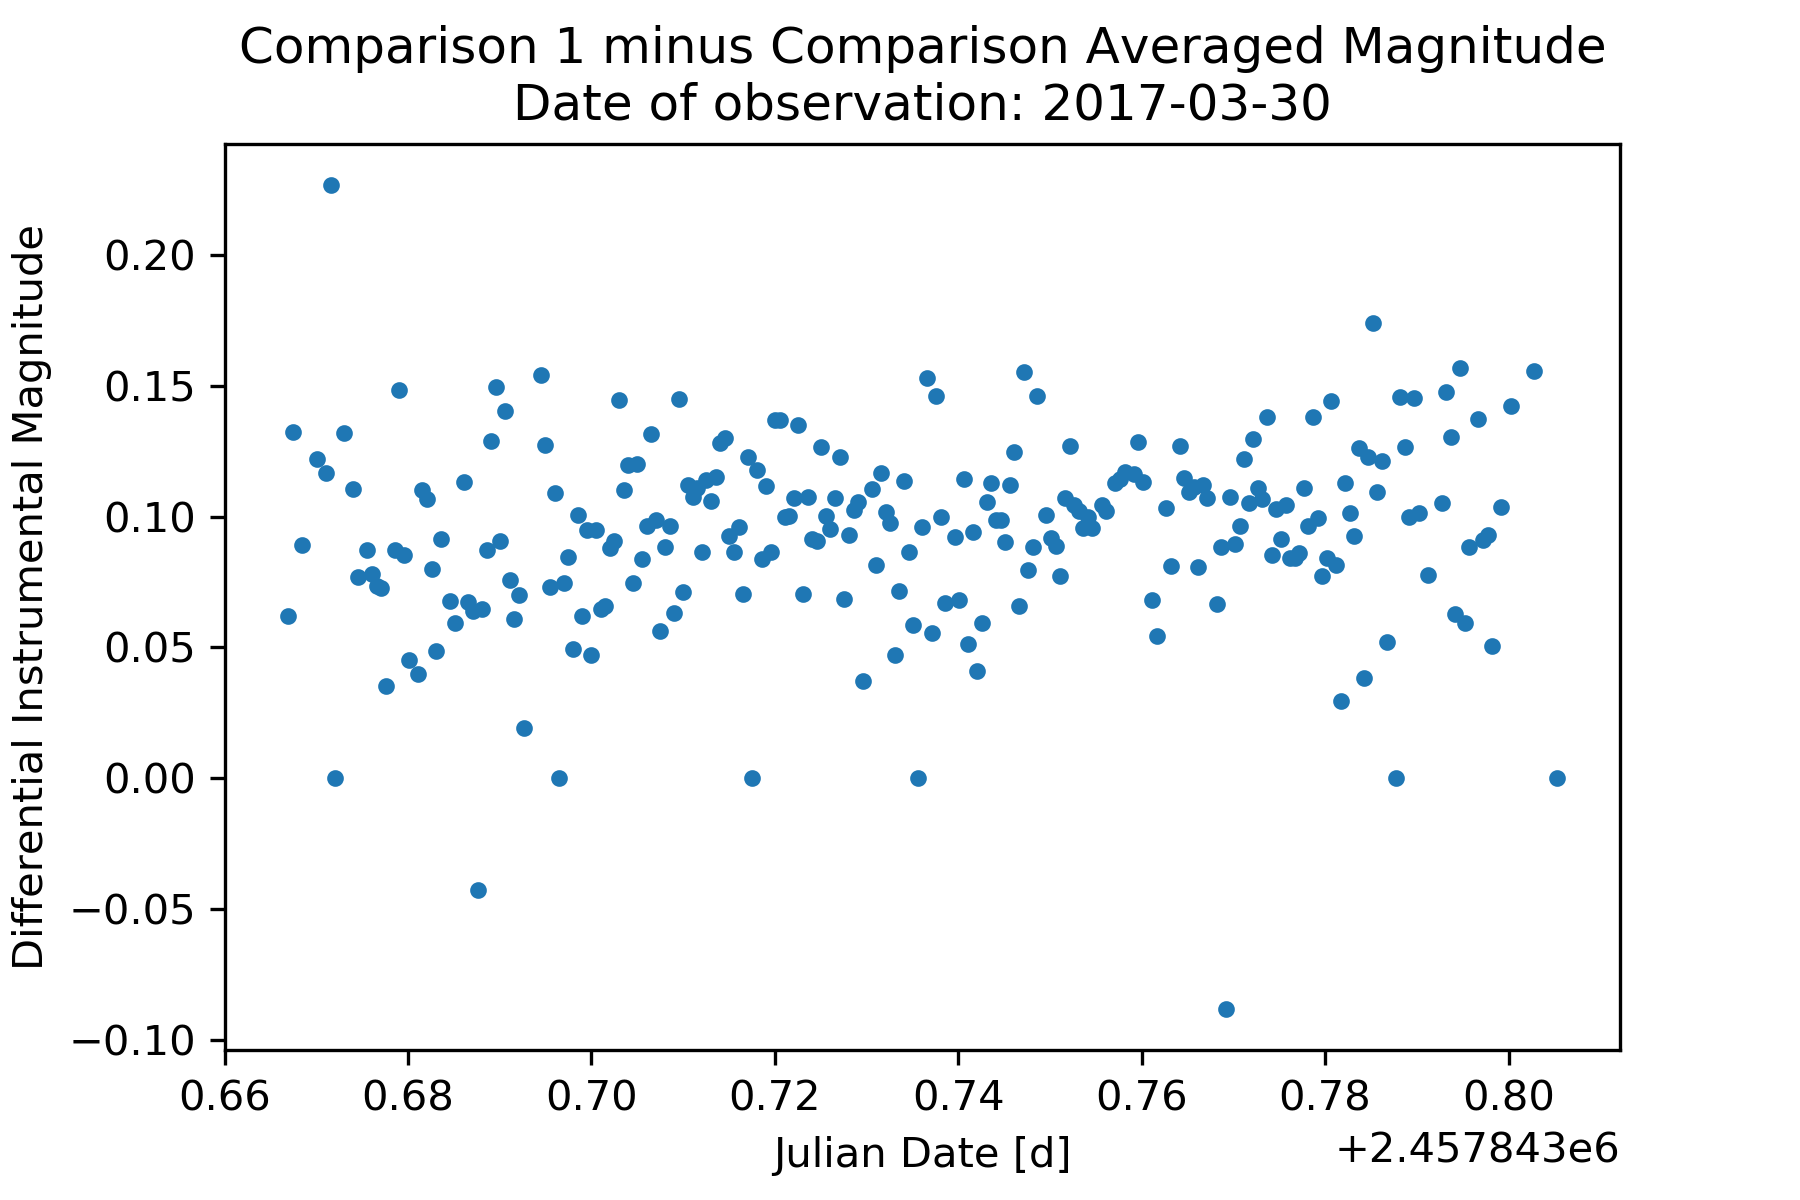 Comparison 1 minus Comparison Averaged Magnitude
Date of observation: 2017-03-30
Differential Instrumental Magnitude
0.20
0.15
0.10
0.05
0.00
−0.05
−0.10
0.66 0.68 0.70 0.72 0.74 0.76 0.78 0.80
Julian Date [d]
+2.457843e6